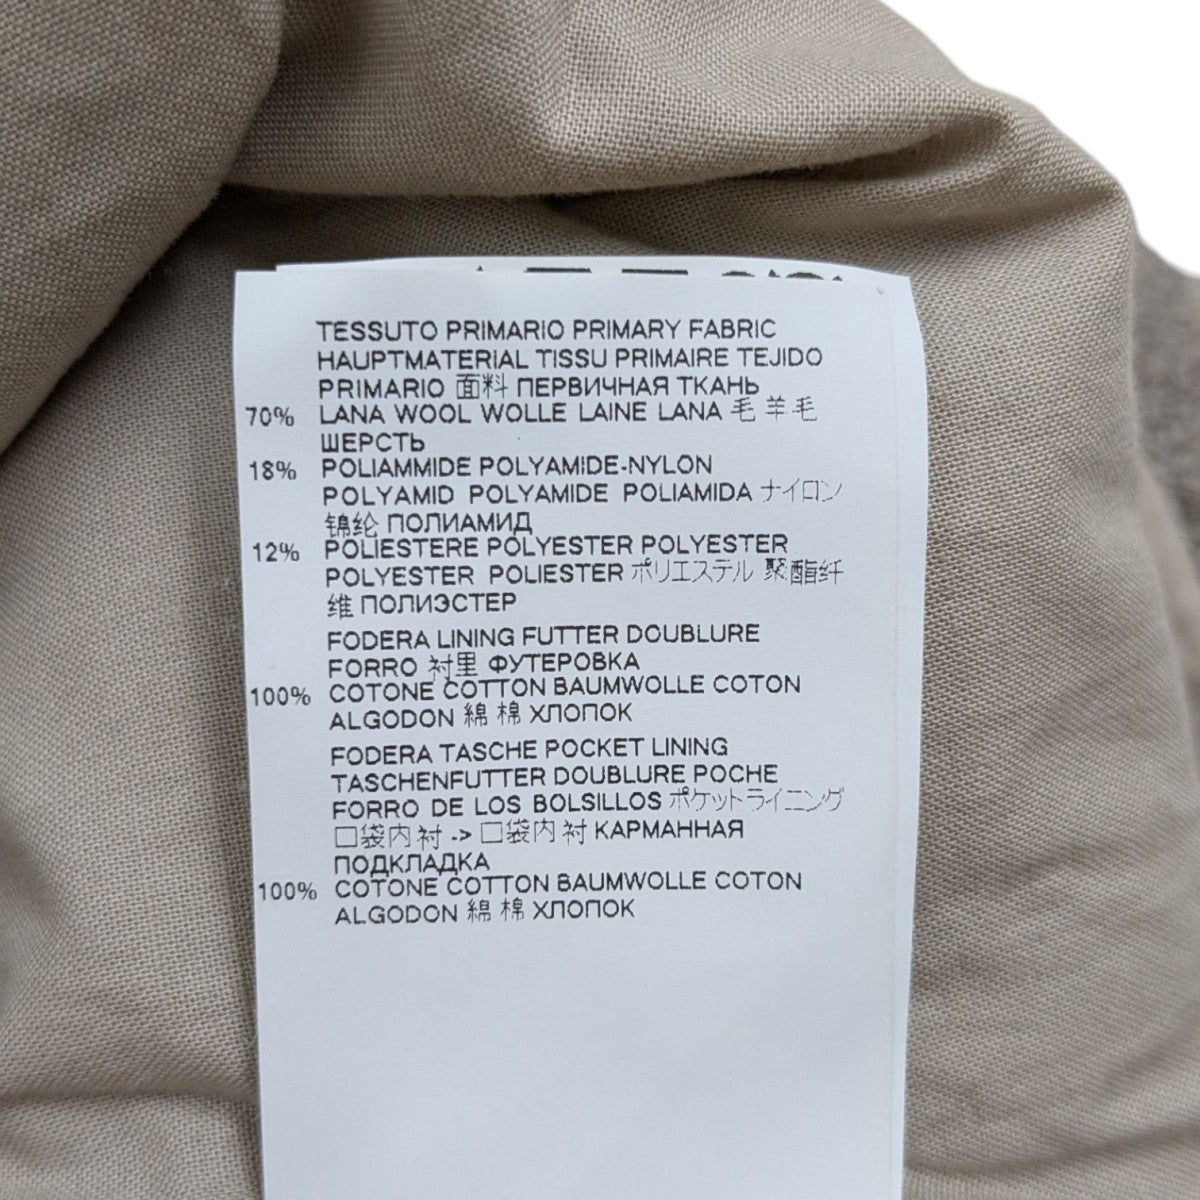 TESSUTO PRIMARIO PRIMARY FABRIC
HAUPTMATERIAL TISSU PRIMAIRE TEJIDO
PRIMARIO 面料 ПЕРВИЧНАЯ ТКАНЬ
70% LANA WOOL WOLLE LAINE LANA 毛 羊毛
ШЕРСТЬ
18% POLIAMMIDE POLYAMIDE-NYLON
POLYAMID POLYAMIDE POLIAMIDA ナイロン
锦纶 ПОЛИАМИД
12% POLIESTERE POLYESTER POLYESTER
POLYESTER POLIESTER ポリエステル 聚酯纤
维 ПОЛИЭСТЕР
FODERA LINING FUTTER DOUBLURE
FORRO 衬里 ФУТЕРОВКА
100% COTONE COTTON BAUMWOLLE COTON
ALGODON 綿 棉 ХЛОПОК
FODERA TASCHE POCKET LINING
TASCHENFUTTER DOUBLURE POCHE
FORRO DE LOS BOLSILLOS ポケットライニング
口袋内衬 -> 口袋内衬 КАРМАННАЯ
ПОДКЛАДКА
100% COTONE COTTON BAUMWOLLE COTON
ALGODON 綿 棉 ХЛОПОК